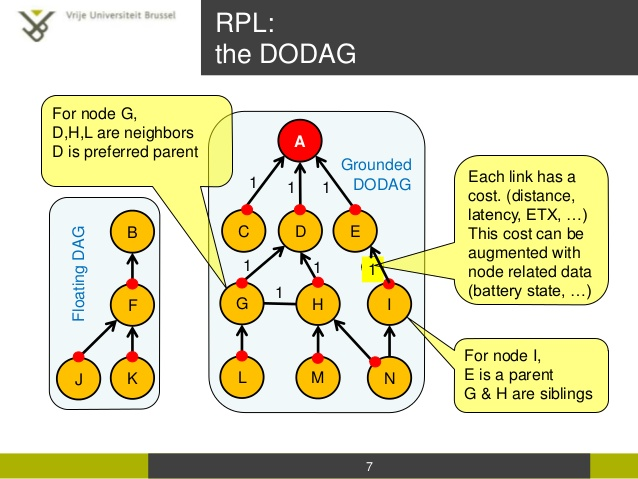 Vrije Universiteit Brussel
RPL:
the DODAG
For node G,
D,H,L are neighbors
D is preferred parent
A
Grounded
DODAG
1
1
1
Each link has a
cost. (distance,
latency, ETX, …)
This cost can be
augmented with
node related data
(battery state, …)
Floating DAG
B
C
D
E
1
1
1
F
G
1
H
I
For node I,
E is a parent
G & H are siblings
J
K
L
M
N
7